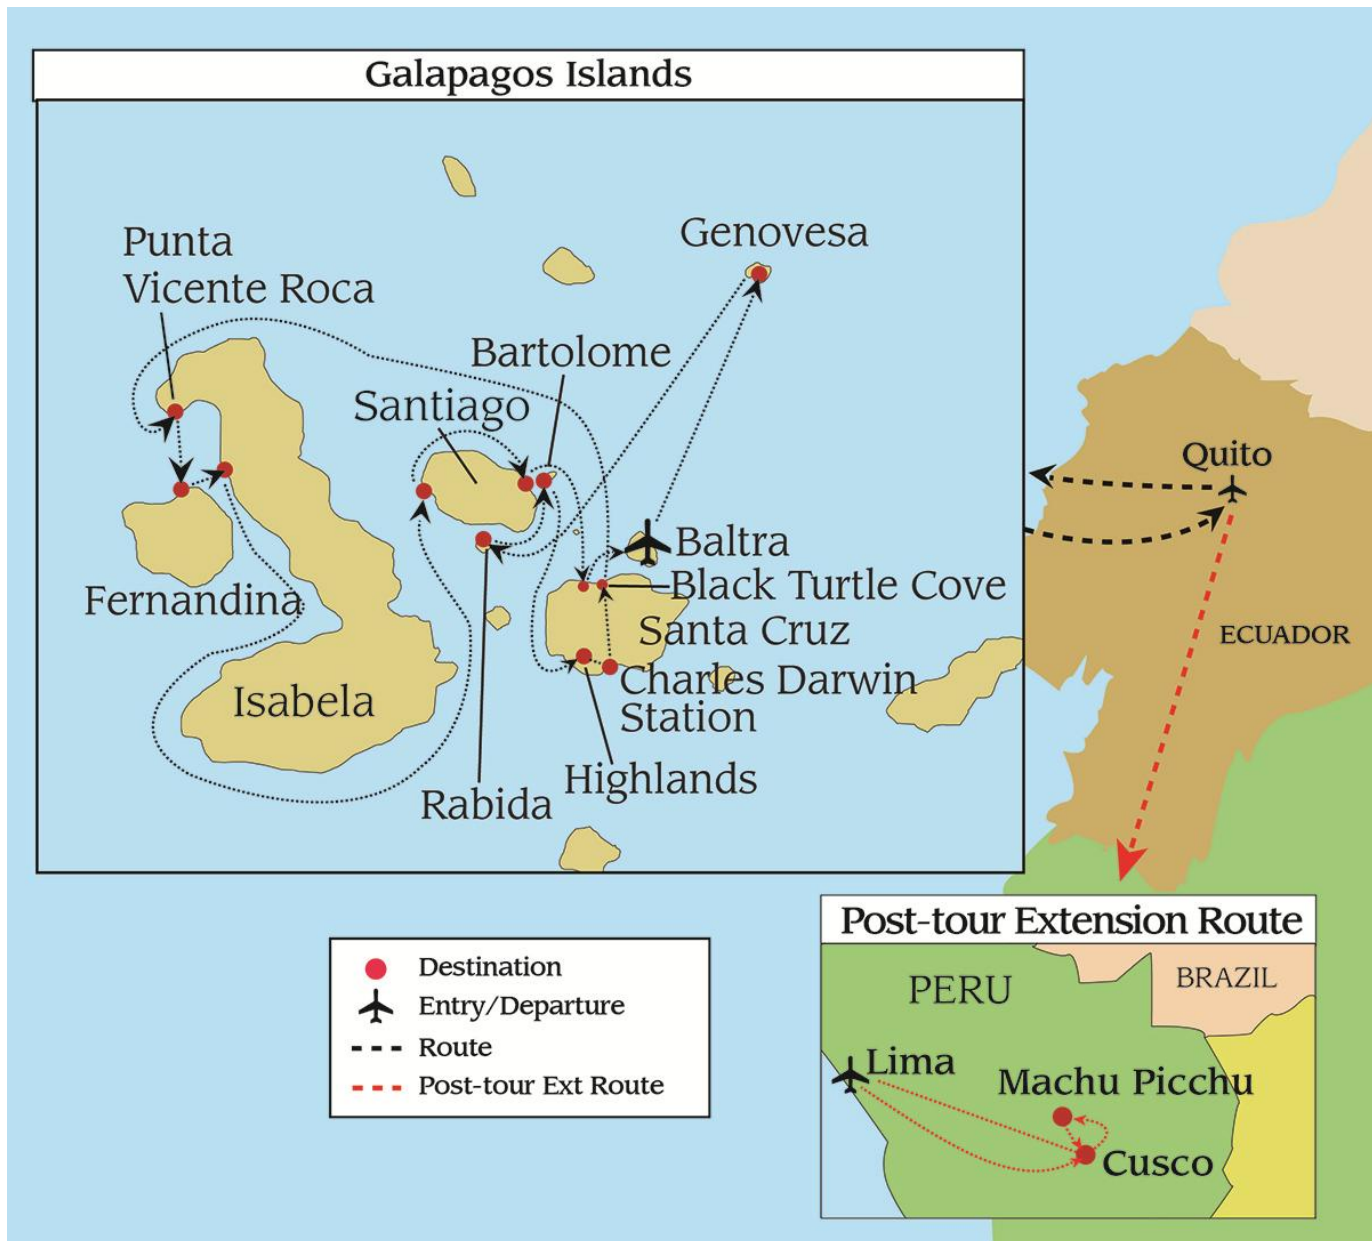 Galapagos Islands
Punta
Vicente Roca
Genovesa
Bartolome
Santiago
Quito
Baltra
Black Turtle Cove
Fernandina
Santa Cruz
ECUADOR
Charles Darwin
Station
Isabela
Highlands
Rabida
Destination
Entry/Departure
Route
Post-tour Ext Route
Post-tour Extension Route
PERU
BRAZIL
Lima
Machu Picchu
Cusco